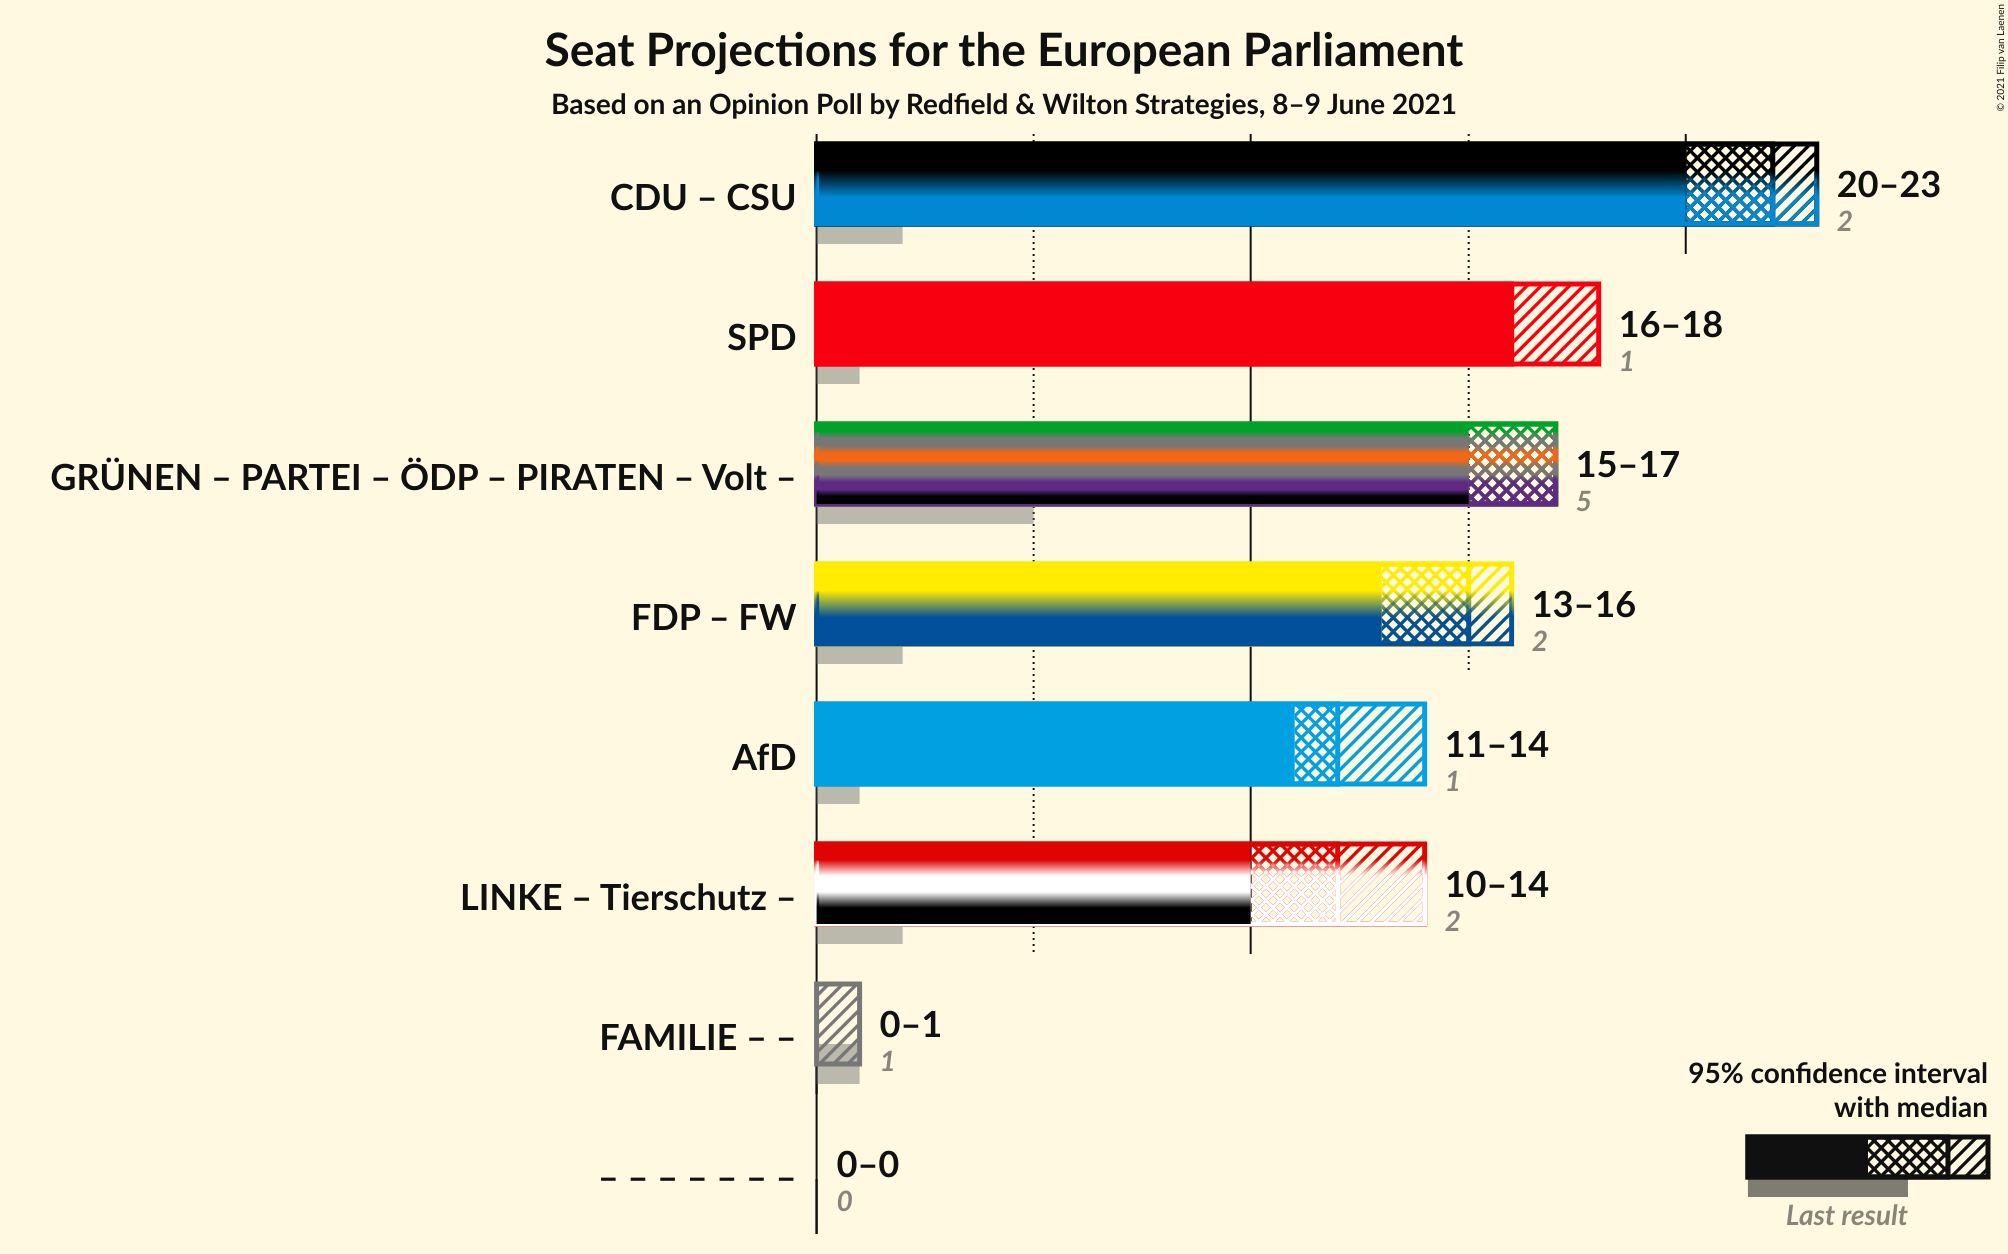 Seat Projections for the European Parliament
Based on an Opinion Poll by Redfield & Wilton Strategies, 8–9 June 2021
© 2021 Filip van Laenen
CDU – CSU
20–23
2
SPD
16–18
1
GRÜNEN – PARTEI – ÖDP – PIRATEN – Volt –
15–17
5
FDP – FW
13–16
2
AfD
11–14
1
LINKE – Tierschutz –
10–14
2
FAMILIE – –
0–1
1
– – – – – – –
0–0
0
95% confidence interval
with median
Last result